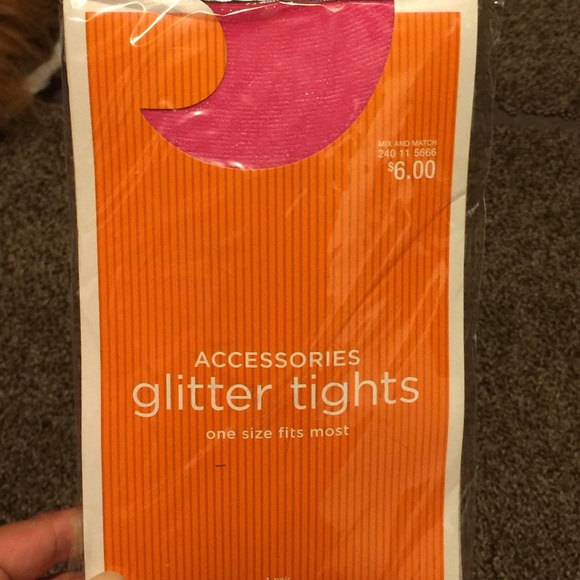 MIX AND MATCH
240 11 5666
$6.00
ACCESSORIES
glitter tights
one size fits most